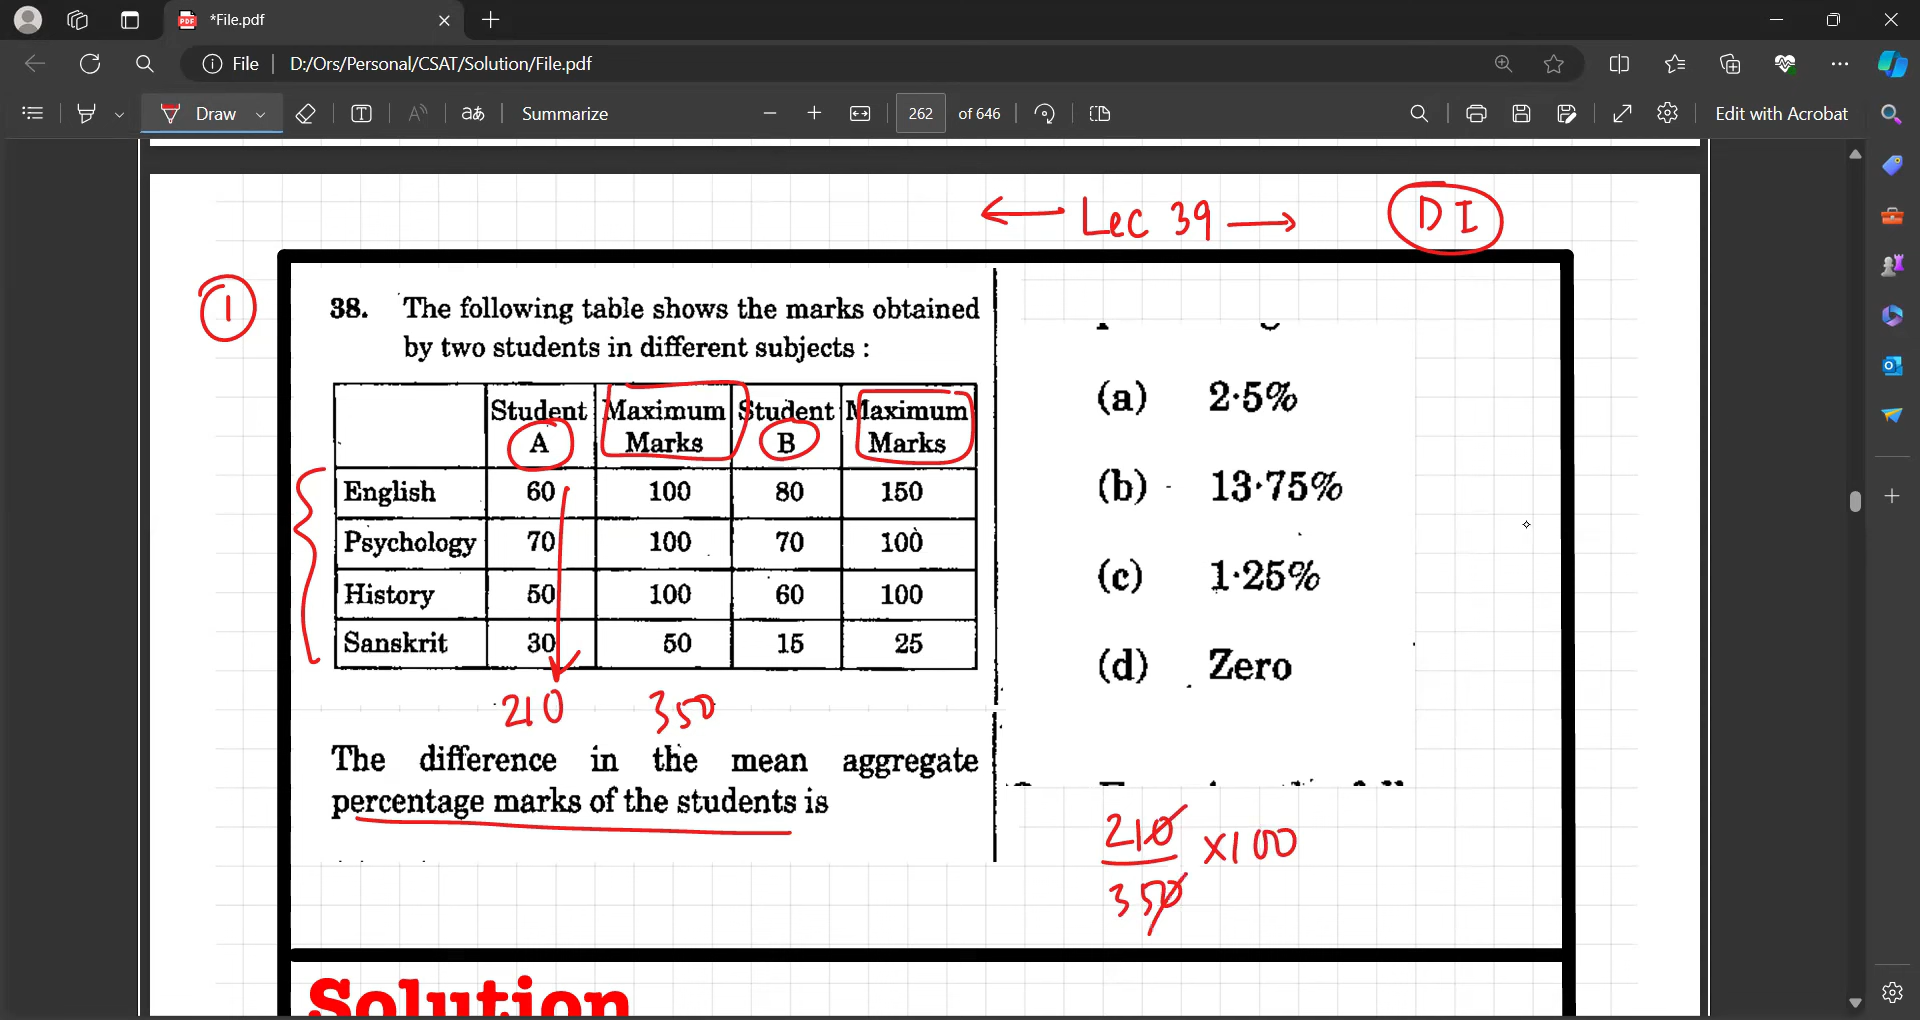 *File.pdf
File
D:/Ors/Personal/CSAT/Solution/File.pdf
Draw
aあ
Summarize
262 of 646
Edit with Acrobat
← Lec 39 →
DI
1
38. The following table shows the marks obtained
by two students in different subjects :
Student A | Maximum Marks | Student B | Maximum Marks
English 60 100 80 150
Psychology 70 100 70 100
History 50 100 60 100
Sanskrit 30 50 15 25
210 350
The difference in the mean aggregate
percentage marks of the students is
(a) 2·5%
(b) 13·75%
(c) 1·25%
(d) Zero
210
350
×100
Solution